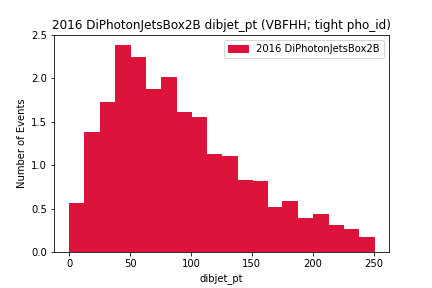 2016 DiPhotonJetsBox2B dibjet_pt (VBFHH; tight pho_id)
2016 DiPhotonJetsBox2B
Number of Events
2.5
2.0
1.5
1.0
0.5
0.0
0 50 100 150 200 250
dibjet_pt